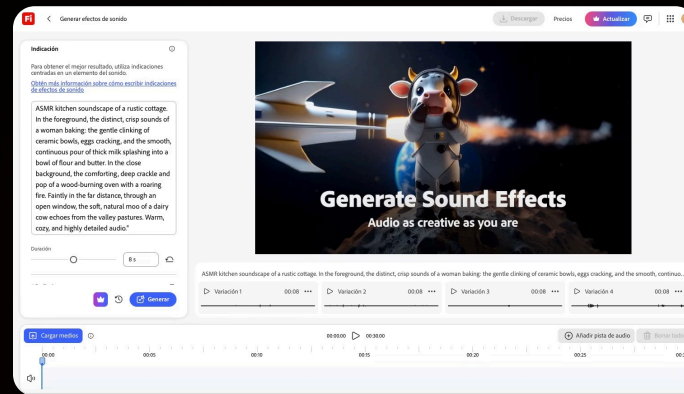 Fi
Generar efectos de sonido
Descargar
Precios
Actualizar
Indicación
Para obtener el mejor resultado, utiliza indicaciones
centradas en un elemento del sonido.
Obtén más información sobre cómo escribir indicaciones
de efectos de sonido
ASMR kitchen soundscape of a rustic cottage.
In the foreground, the distinct, crisp sounds of
a woman baking: the gentle clinking of
ceramic bowls, eggs cracking, and the smooth,
continuous pour of thick milk splashing into a
bowl of flour and butter. In the close
background, the comforting, deep crackle and
pop of a wood-burning oven with a roaring
fire. Faintly in the far distance, through an
open window, the soft, natural moo of a dairy
cow echoes from the valley pastures. Warm,
cozy, and highly detailed audio."
Duración
8 s
Generar
Generate Sound Effects
Audio as creative as you are
ASMR kitchen soundscape of a rustic cottage. In the foreground, the distinct, crisp sounds of a woman baking: the gentle clinking of ceramic bowls, eggs cracking, and the smooth, continuo...
Variación 1 00:08
Variación 2 00:08
Variación 3 00:08
Variación 4 00:08
Cargar medios
00:00:00
00:30:00
Añadir pista de audio
Borrar todo
00:00
00:05
00:10
00:15
00:20
00:25